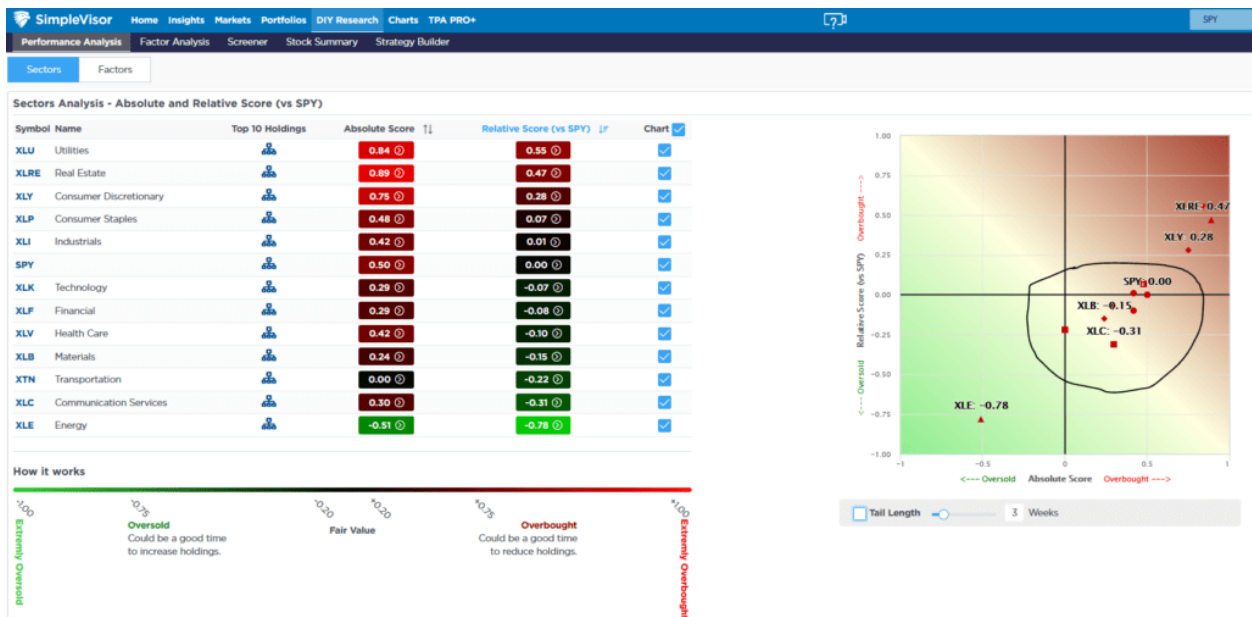 SimpleVisor Home Insights Markets Portfolios DIY Research Charts TPA PRO+ SPY
Performance Analysis Factor Analysis Screener Stock Summary Strategy Builder
Sectors Factors
Sectors Analysis - Absolute and Relative Score (vs SPY)
Symbol Name Top 10 Holdings Absolute Score Relative Score (vs SPY) Chart
XLU Utilities 0.84 0.55
XLRE Real Estate 0.89 0.47
XLY Consumer Discretionary 0.75 0.28
XLP Consumer Staples 0.48 0.07
XLI Industrials 0.42 0.01
SPY 0.50 0.00
XLK Technology 0.29 -0.07
XLF Financial 0.29 -0.08
XLV Health Care 0.42 -0.10
XLB Materials 0.24 -0.15
XTN Transportation 0.00 -0.22
XLC Communication Services 0.30 -0.31
XLE Energy -0.51 -0.78
How it works
-1.00 -0.75 -0.20 +0.20 +0.75 +1.00
Extremly Oversold
Oversold
Could be a good time
to increase holdings.
Fair Value
Overbought
Could be a good time
to reduce holdings.
Extremly Overbought
1.00
0.75
0.50
0.25
0.00
-0.25
-0.50
-0.75
-1.00
<--- Oversold Relative Score (vs SPY) Overbought --->
XLRE: 0.47
XLY: 0.28
SPY: 0.00
XLB: -0.15
XLC: -0.31
XLE: -0.78
-1 -0.5 0 0.5 1
<--- Oversold Absolute Score Overbought --->
Tail Length 3 Weeks